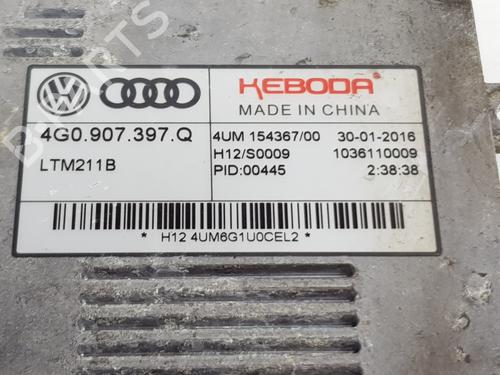 KEBODA
MADE IN CHINA
4G0.907.397.Q
LTM211B
4UM 154367/00 30-01-2016
H12/S0009 1036110009
PID:00445 2:38:38
* H12 4UM6G1U0CEL2 *